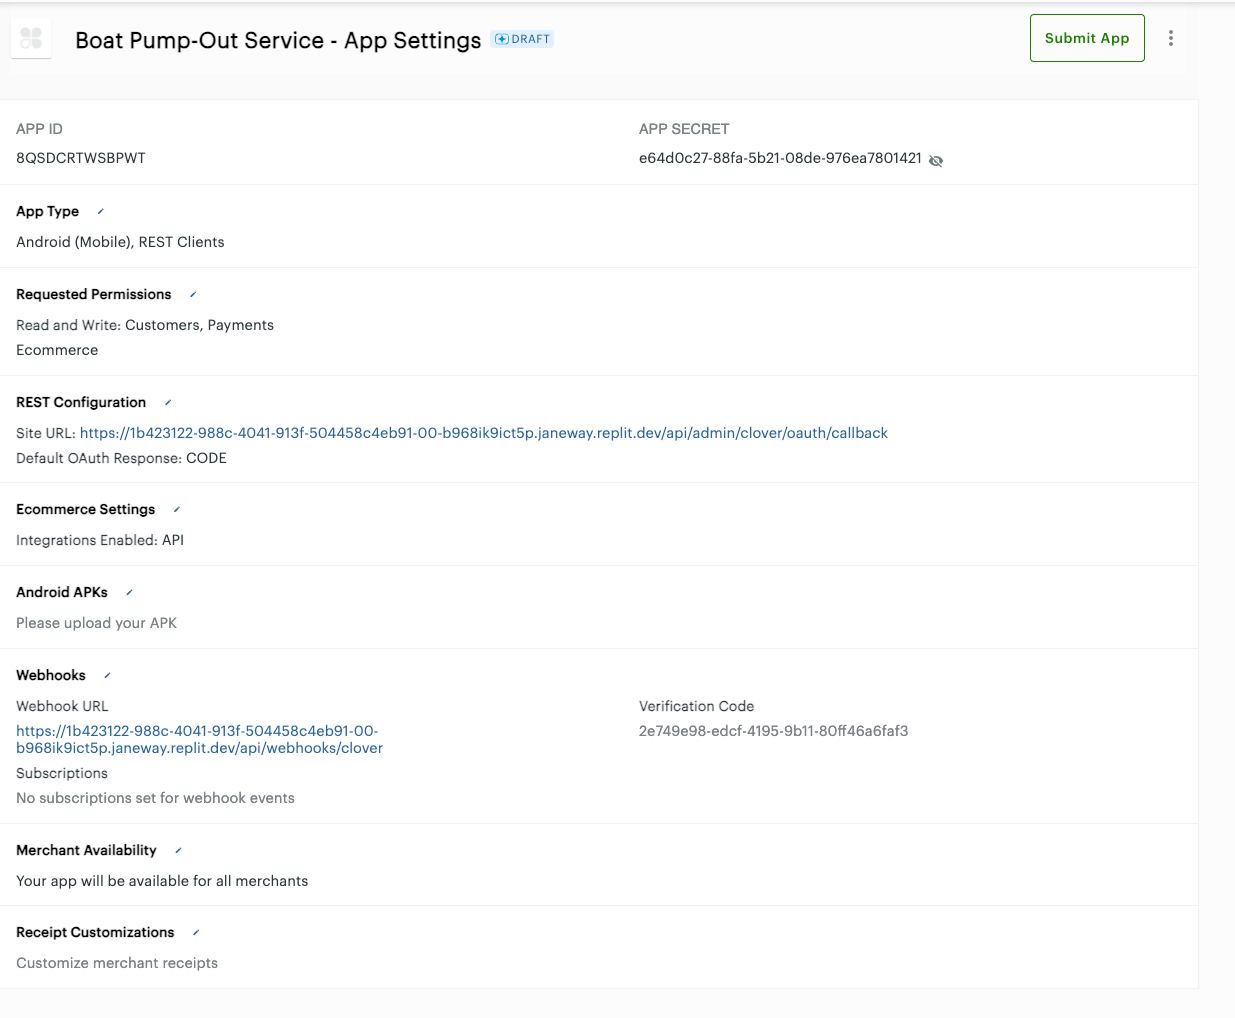 Boat Pump-Out Service - App Settings
DRAFT
Submit App
APP ID
APP SECRET
8QSDCRTWSBPWT
e64d0c27-88fa-5b21-08de-976ea7801421
App Type
Android (Mobile), REST Clients
Requested Permissions
Read and Write: Customers, Payments
Ecommerce
REST Configuration
Site URL: https://1b423122-988c-4041-913f-504458c4eb91-00-b968ik9ict5p.janeway.replit.dev/api/admin/clover/oauth/callback
Default OAuth Response: CODE
Ecommerce Settings
Integrations Enabled: API
Android APKs
Please upload your APK
Webhooks
Webhook URL
Verification Code
https://1b423122-988c-4041-913f-504458c4eb91-00-
b968ik9ict5p.janeway.replit.dev/api/webhooks/clover
2e749e98-edcf-4195-9b11-80ff46a6faf3
Subscriptions
No subscriptions set for webhook events
Merchant Availability
Your app will be available for all merchants
Receipt Customizations
Customize merchant receipts